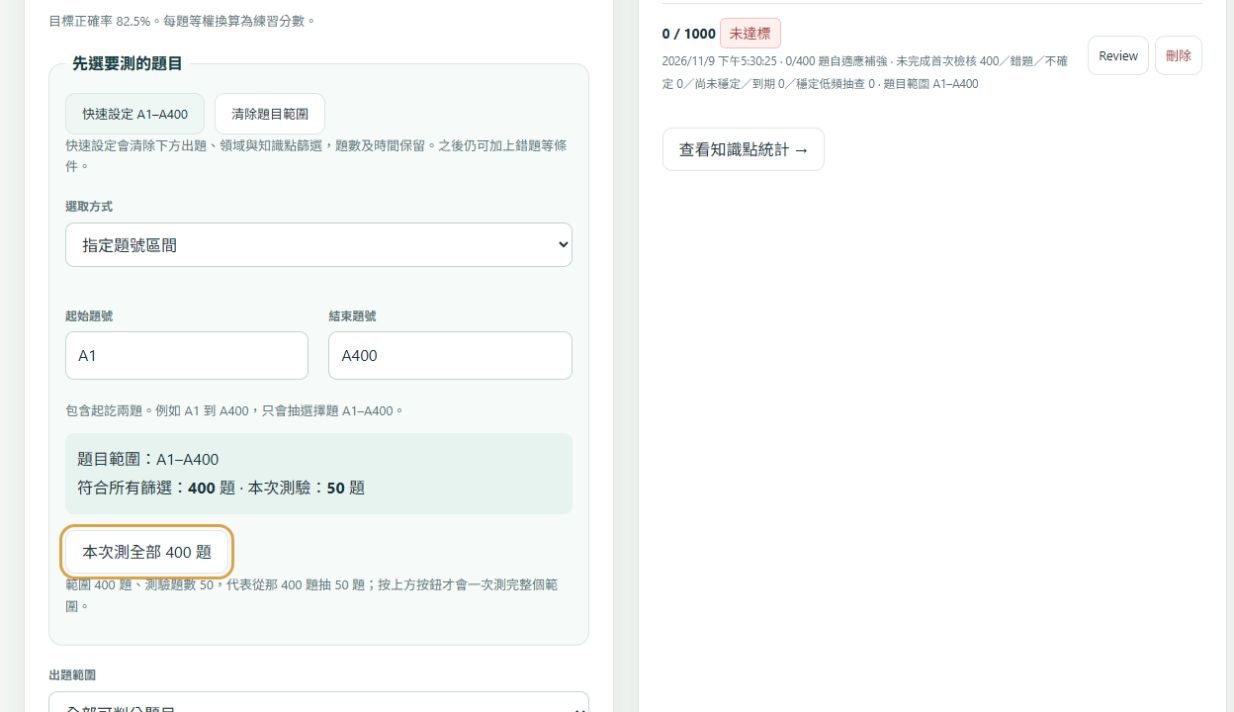 目標正確率 82.5%。每題等權換算為練習分數。
先選要測的題目
快速設定 A1–A400
清除題目範圍
快速設定會清除下方出題、領域與知識點篩選，題數及時間保留。之後仍可加上錯題等條
件。
選取方式
指定題號區間
起始題號
結束題號
A1
A400
包含起訖兩題。例如 A1 到 A400，只會抽選擇題 A1–A400。
題目範圍：A1–A400
符合所有篩選：400 題 · 本次測驗：50 題
本次測全部 400 題
範圍 400 題、測驗題數 50，代表從那 400 題抽 50 題；按上方按鈕才會一次測完整個範
圍。
出題範圍
全部可判分題目
0 / 1000 未達標
2026/11/9 下午5:30:25 · 0/400 題自適應補強 · 未完成首次檢核 400／錯題／不確
定 0／尚未穩定／到期 0／穩定低頻抽查 0 · 題目範圍 A1–A400
Review
刪除
查看知識點統計 →